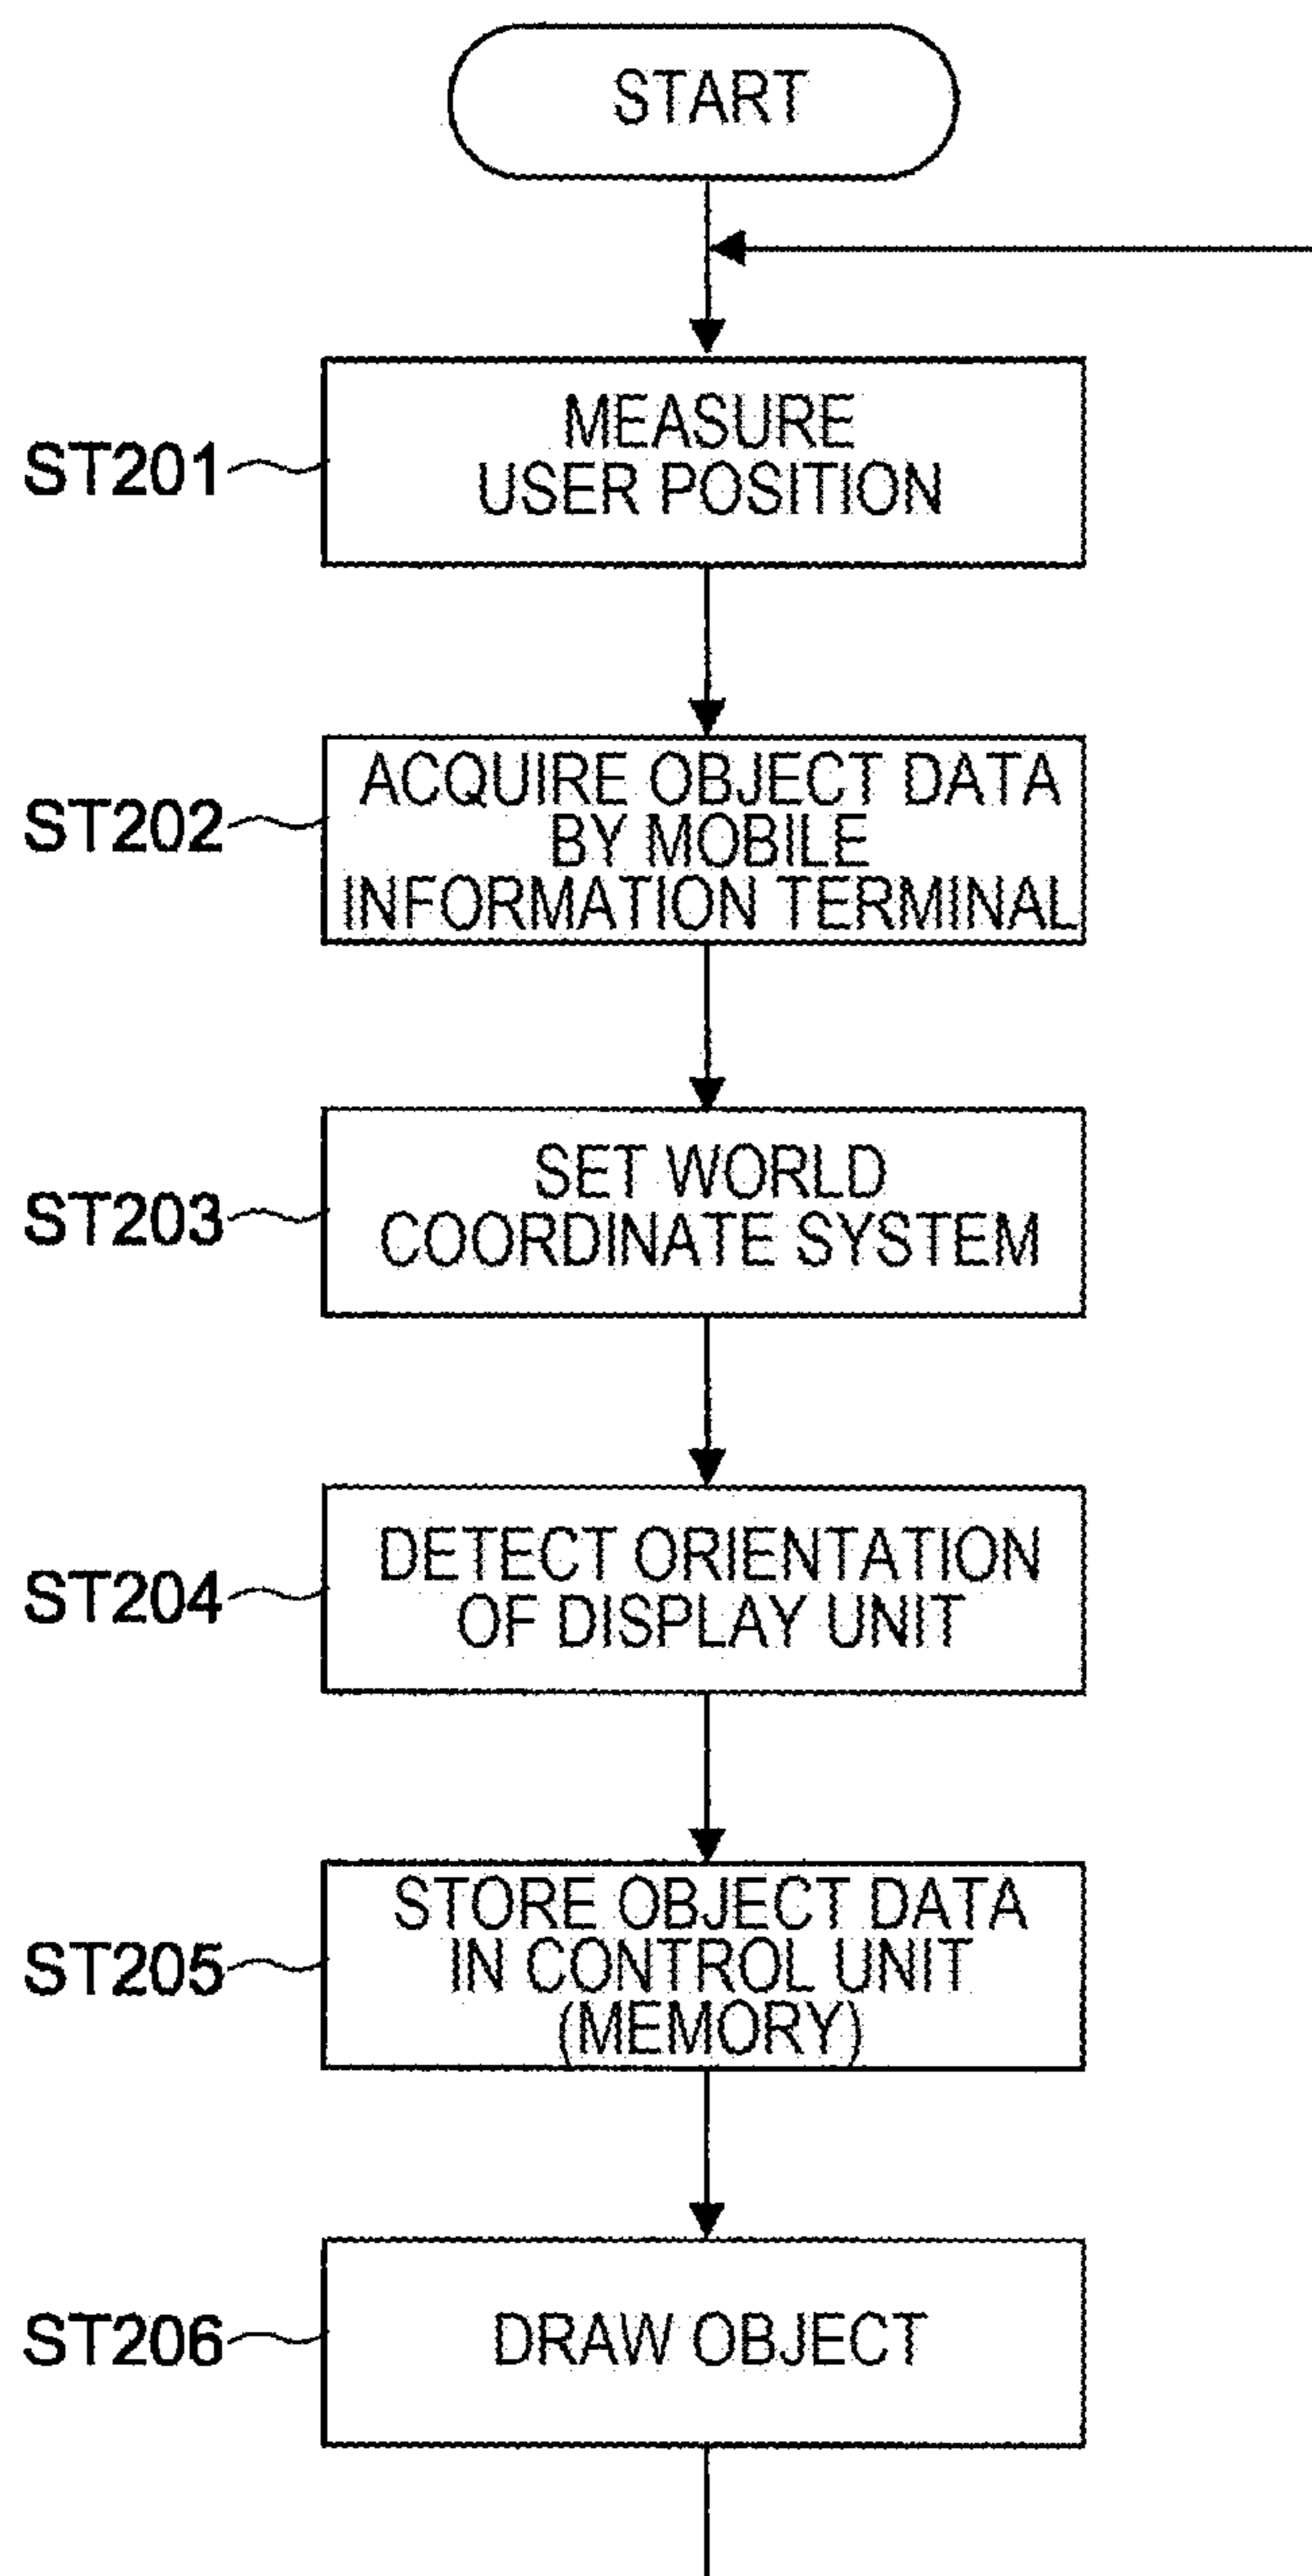 START
MEASURE
USER POSITION
ST201
ACQUIRE OBJECT DATA
BY MOBILE
INFORMATION TERMINAL
ST202
SET WORLD
COORDINATE SYSTEM
ST203
DETECT ORIENTATION
OF DISPLAY UNIT
ST204
STORE OBJECT DATA
IN CONTROL UNIT
(MEMORY)
ST205
DRAW OBJECT
ST206